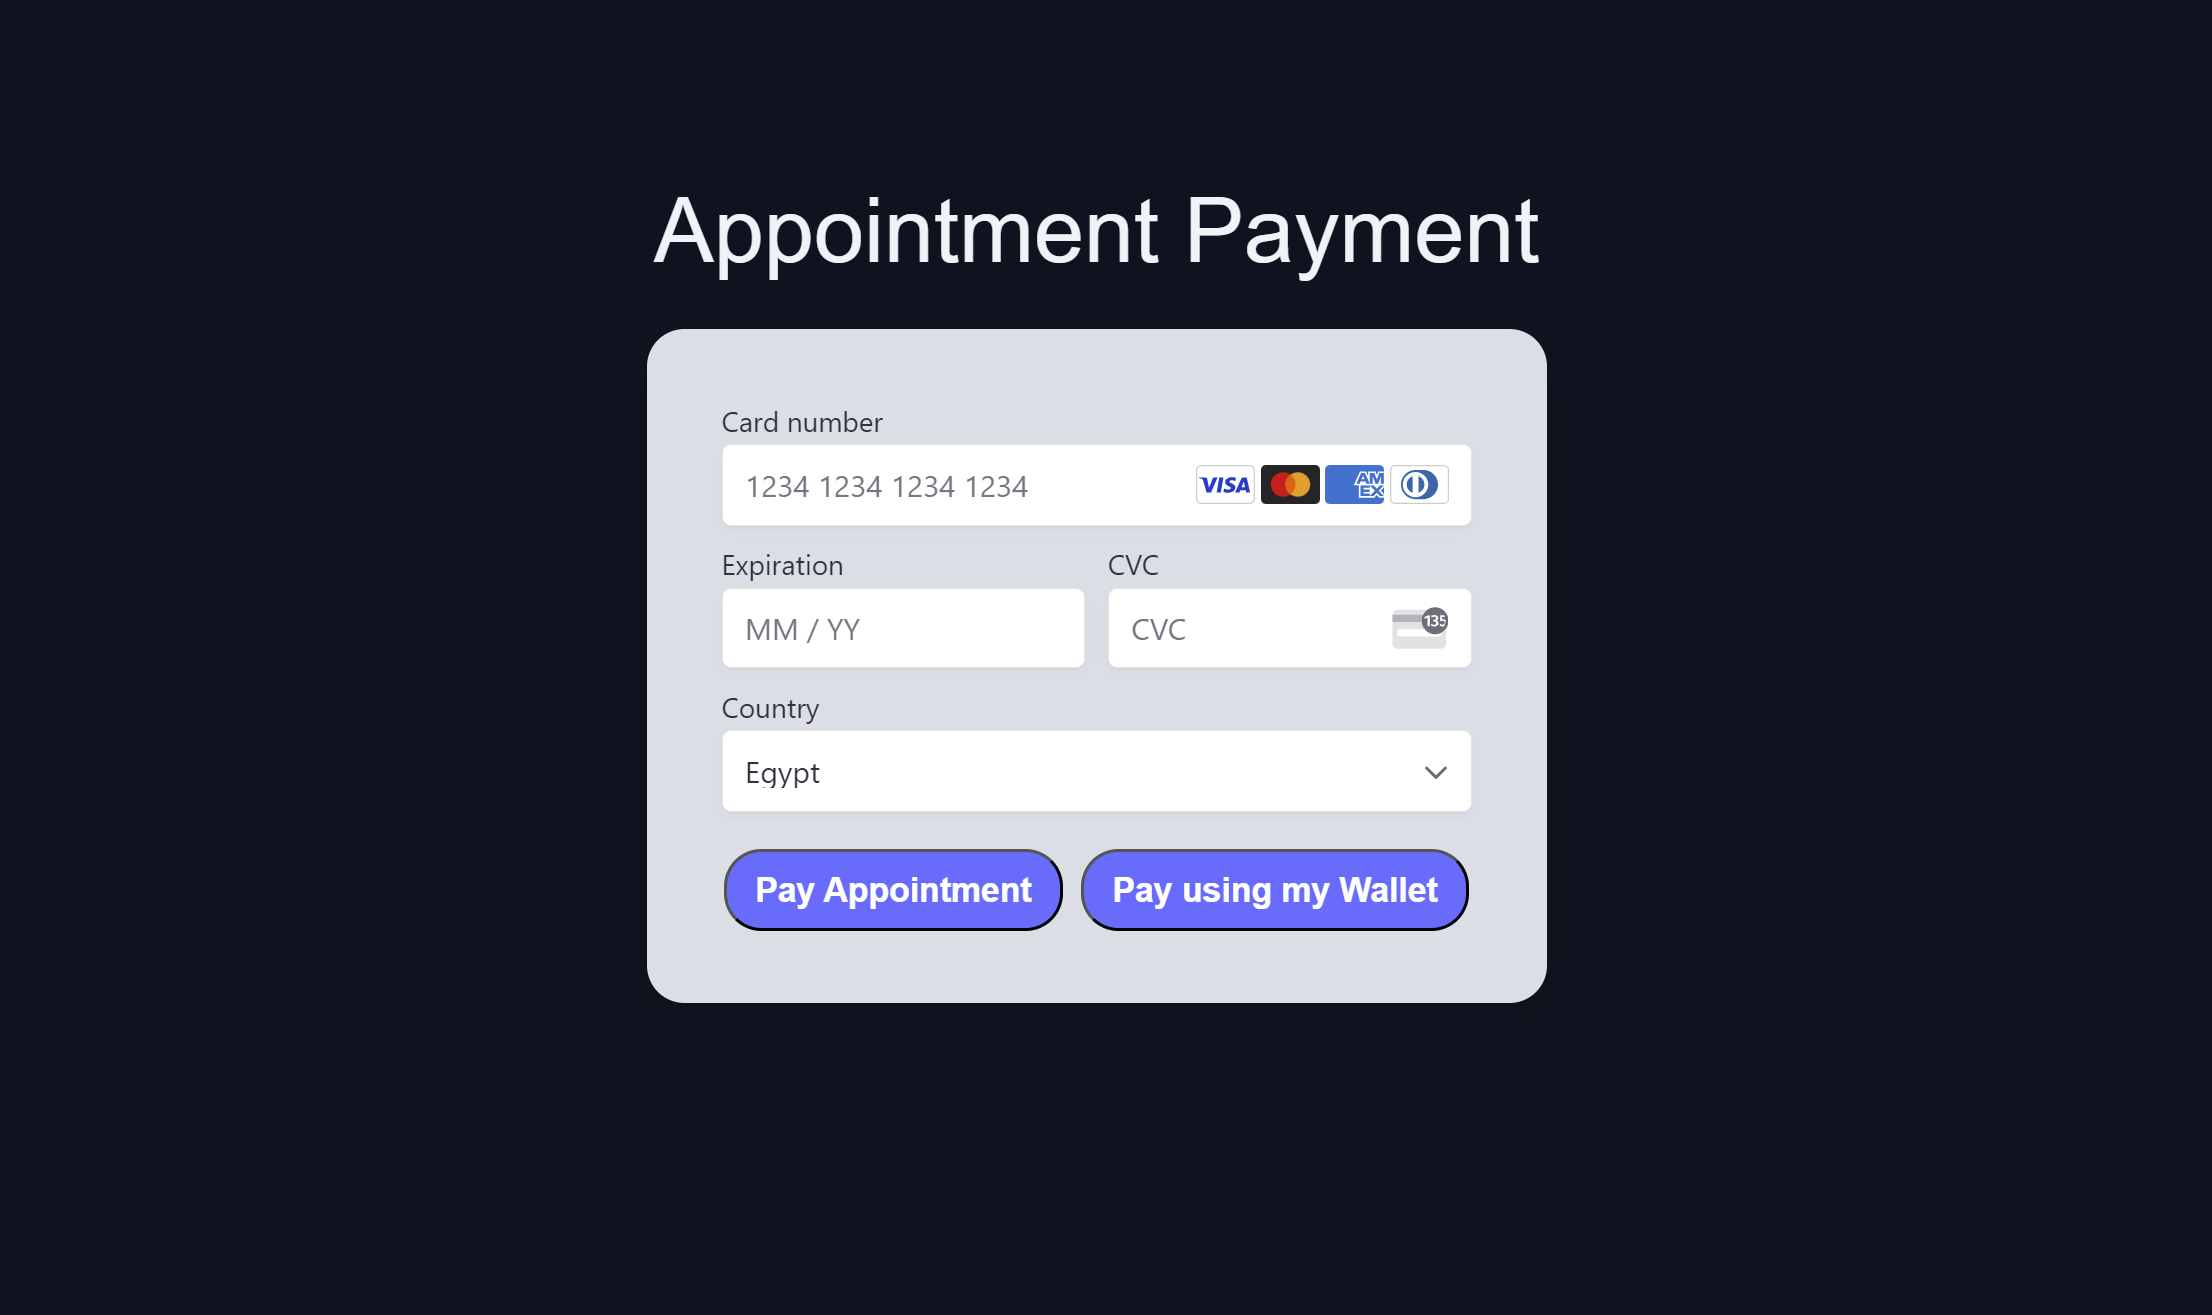 Appointment Payment
Card number
1234 1234 1234 1234 VISA AM EX
Expiration CVC
MM / YY CVC 135
Country
Egypt
Pay Appointment Pay using my Wallet